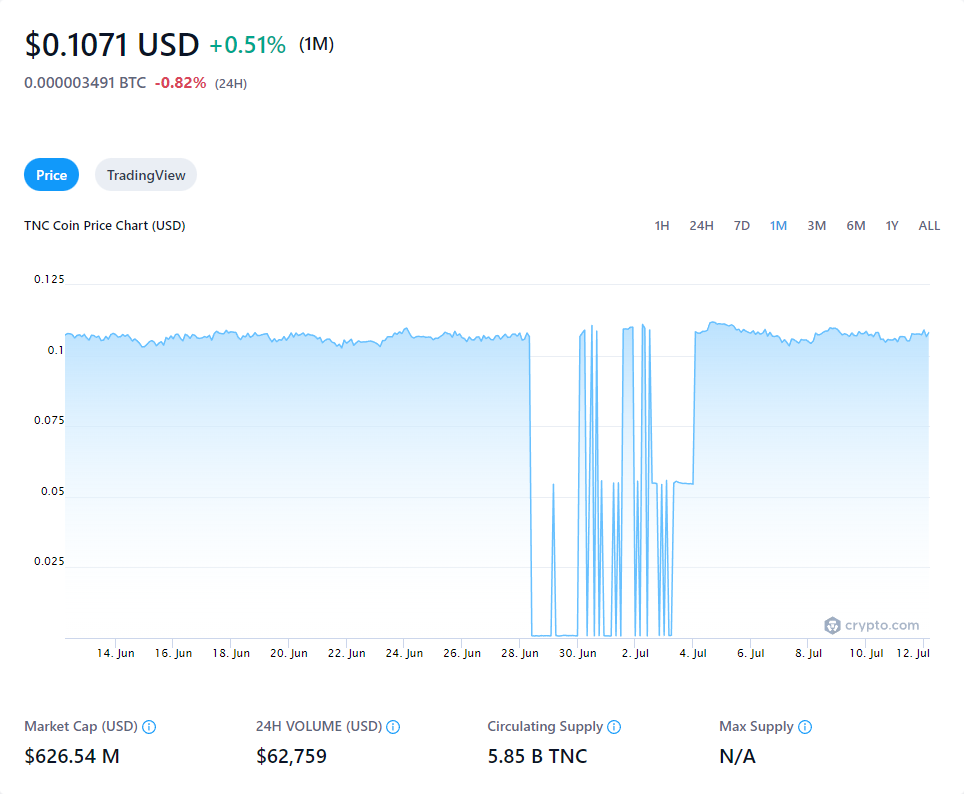 $0.1071 USD +0.51% (1M)
0.000003491 BTC -0.82% (24H)
Price TradingView
TNC Coin Price Chart (USD) 1H 24H 7D 1M 3M 6M 1Y ALL
0.125
0.1
0.075
0.05
0.025
crypto.com
14. Jun 16. Jun 18. Jun 20. Jun 22. Jun 24. Jun 26. Jun 28. Jun 30. Jun 2. Jul 4. Jul 6. Jul 8. Jul 10. Jul 12. Jul
Market Cap (USD) 24H VOLUME (USD) Circulating Supply Max Supply
$626.54 M $62,759 5.85 B TNC N/A